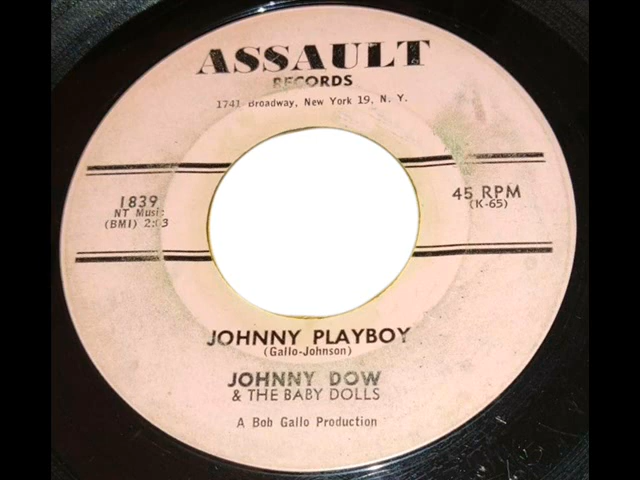 ASSAULT
RECORDS
1741 Broadway, New York 19, N. Y.
1839
NT Music
(BMI) 2:03
45 RPM
(K-65)
JOHNNY PLAYBOY
(Gallo-Johnson)
JOHNNY DOW
& THE BABY DOLLS
A Bob Gallo Production